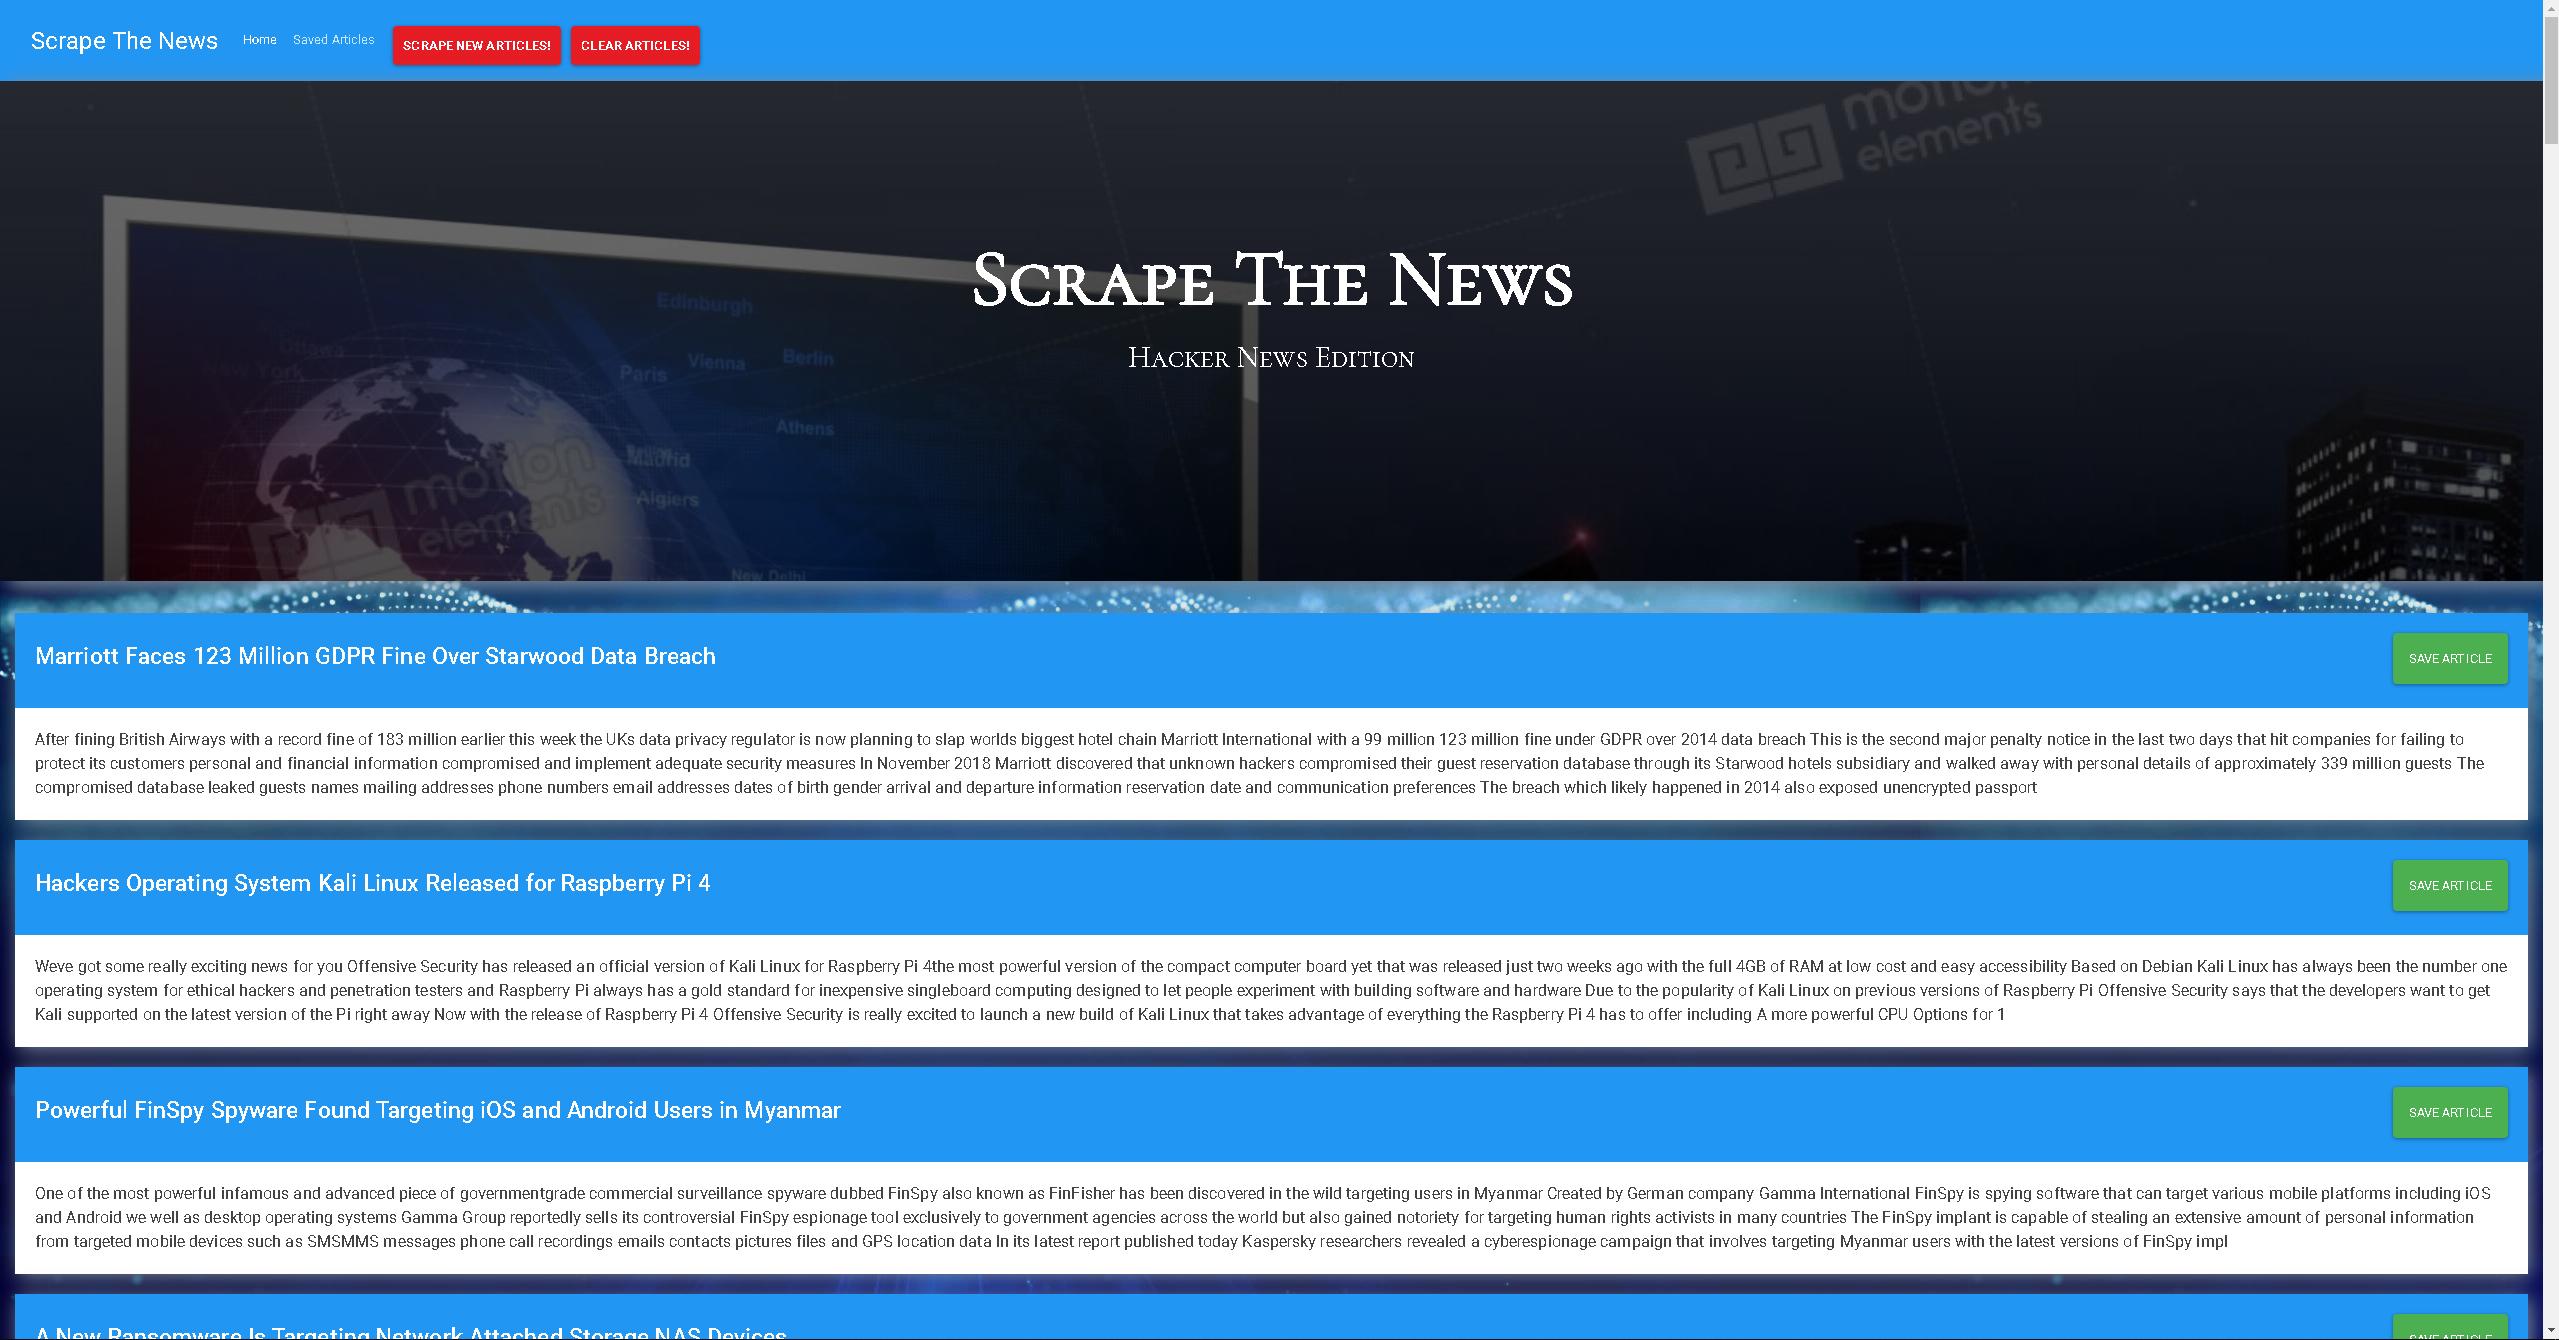 Scrape The News
Home
Saved Articles
SCRAPE NEW ARTICLES!
CLEAR ARTICLES!
motion
elements
Scrape The News
Hacker News Edition
Edinburgh
Ottawa
New York
Paris
Vienna
Berlin
Athens
Madrid
Algiers
motion
elements
New Delhi
Marriott Faces 123 Million GDPR Fine Over Starwood Data Breach
SAVE ARTICLE
After fining British Airways with a record fine of 183 million earlier this week the UKs data privacy regulator is now planning to slap worlds biggest hotel chain Marriott International with a 99 million 123 million fine under GDPR over 2014 data breach This is the second major penalty notice in the last two days that hit companies for failing to
protect its customers personal and financial information compromised and implement adequate security measures In November 2018 Marriott discovered that unknown hackers compromised their guest reservation database through its Starwood hotels subsidiary and walked away with personal details of approximately 339 million guests The
compromised database leaked guests names mailing addresses phone numbers email addresses dates of birth gender arrival and departure information reservation date and communication preferences The breach which likely happened in 2014 also exposed unencrypted passport
Hackers Operating System Kali Linux Released for Raspberry Pi 4
SAVE ARTICLE
Weve got some really exciting news for you Offensive Security has released an official version of Kali Linux for Raspberry Pi 4the most powerful version of the compact computer board yet that was released just two weeks ago with the full 4GB of RAM at low cost and easy accessibility Based on Debian Kali Linux has always been the number one
operating system for ethical hackers and penetration testers and Raspberry Pi always has a gold standard for inexpensive singleboard computing designed to let people experiment with building software and hardware Due to the popularity of Kali Linux on previous versions of Raspberry Pi Offensive Security says that the developers want to get
Kali supported on the latest version of the Pi right away Now with the release of Raspberry Pi 4 Offensive Security is really excited to launch a new build of Kali Linux that takes advantage of everything the Raspberry Pi 4 has to offer including A more powerful CPU Options for 1
Powerful FinSpy Spyware Found Targeting iOS and Android Users in Myanmar
SAVE ARTICLE
One of the most powerful infamous and advanced piece of governmentgrade commercial surveillance spyware dubbed FinSpy also known as FinFisher has been discovered in the wild targeting users in Myanmar Created by German company Gamma International FinSpy is spying software that can target various mobile platforms including iOS
and Android we well as desktop operating systems Gamma Group reportedly sells its controversial FinSpy espionage tool exclusively to government agencies across the world but also gained notoriety for targeting human rights activists in many countries The FinSpy implant is capable of stealing an extensive amount of personal information
from targeted mobile devices such as SMSMMS messages phone call recordings emails contacts pictures files and GPS location data In its latest report published today Kaspersky researchers revealed a cyberespionage campaign that involves targeting Myanmar users with the latest versions of FinSpy impl
A New Ransomware Is Targeting Network Attached Storage NAS Devices
SAVE ARTICLE